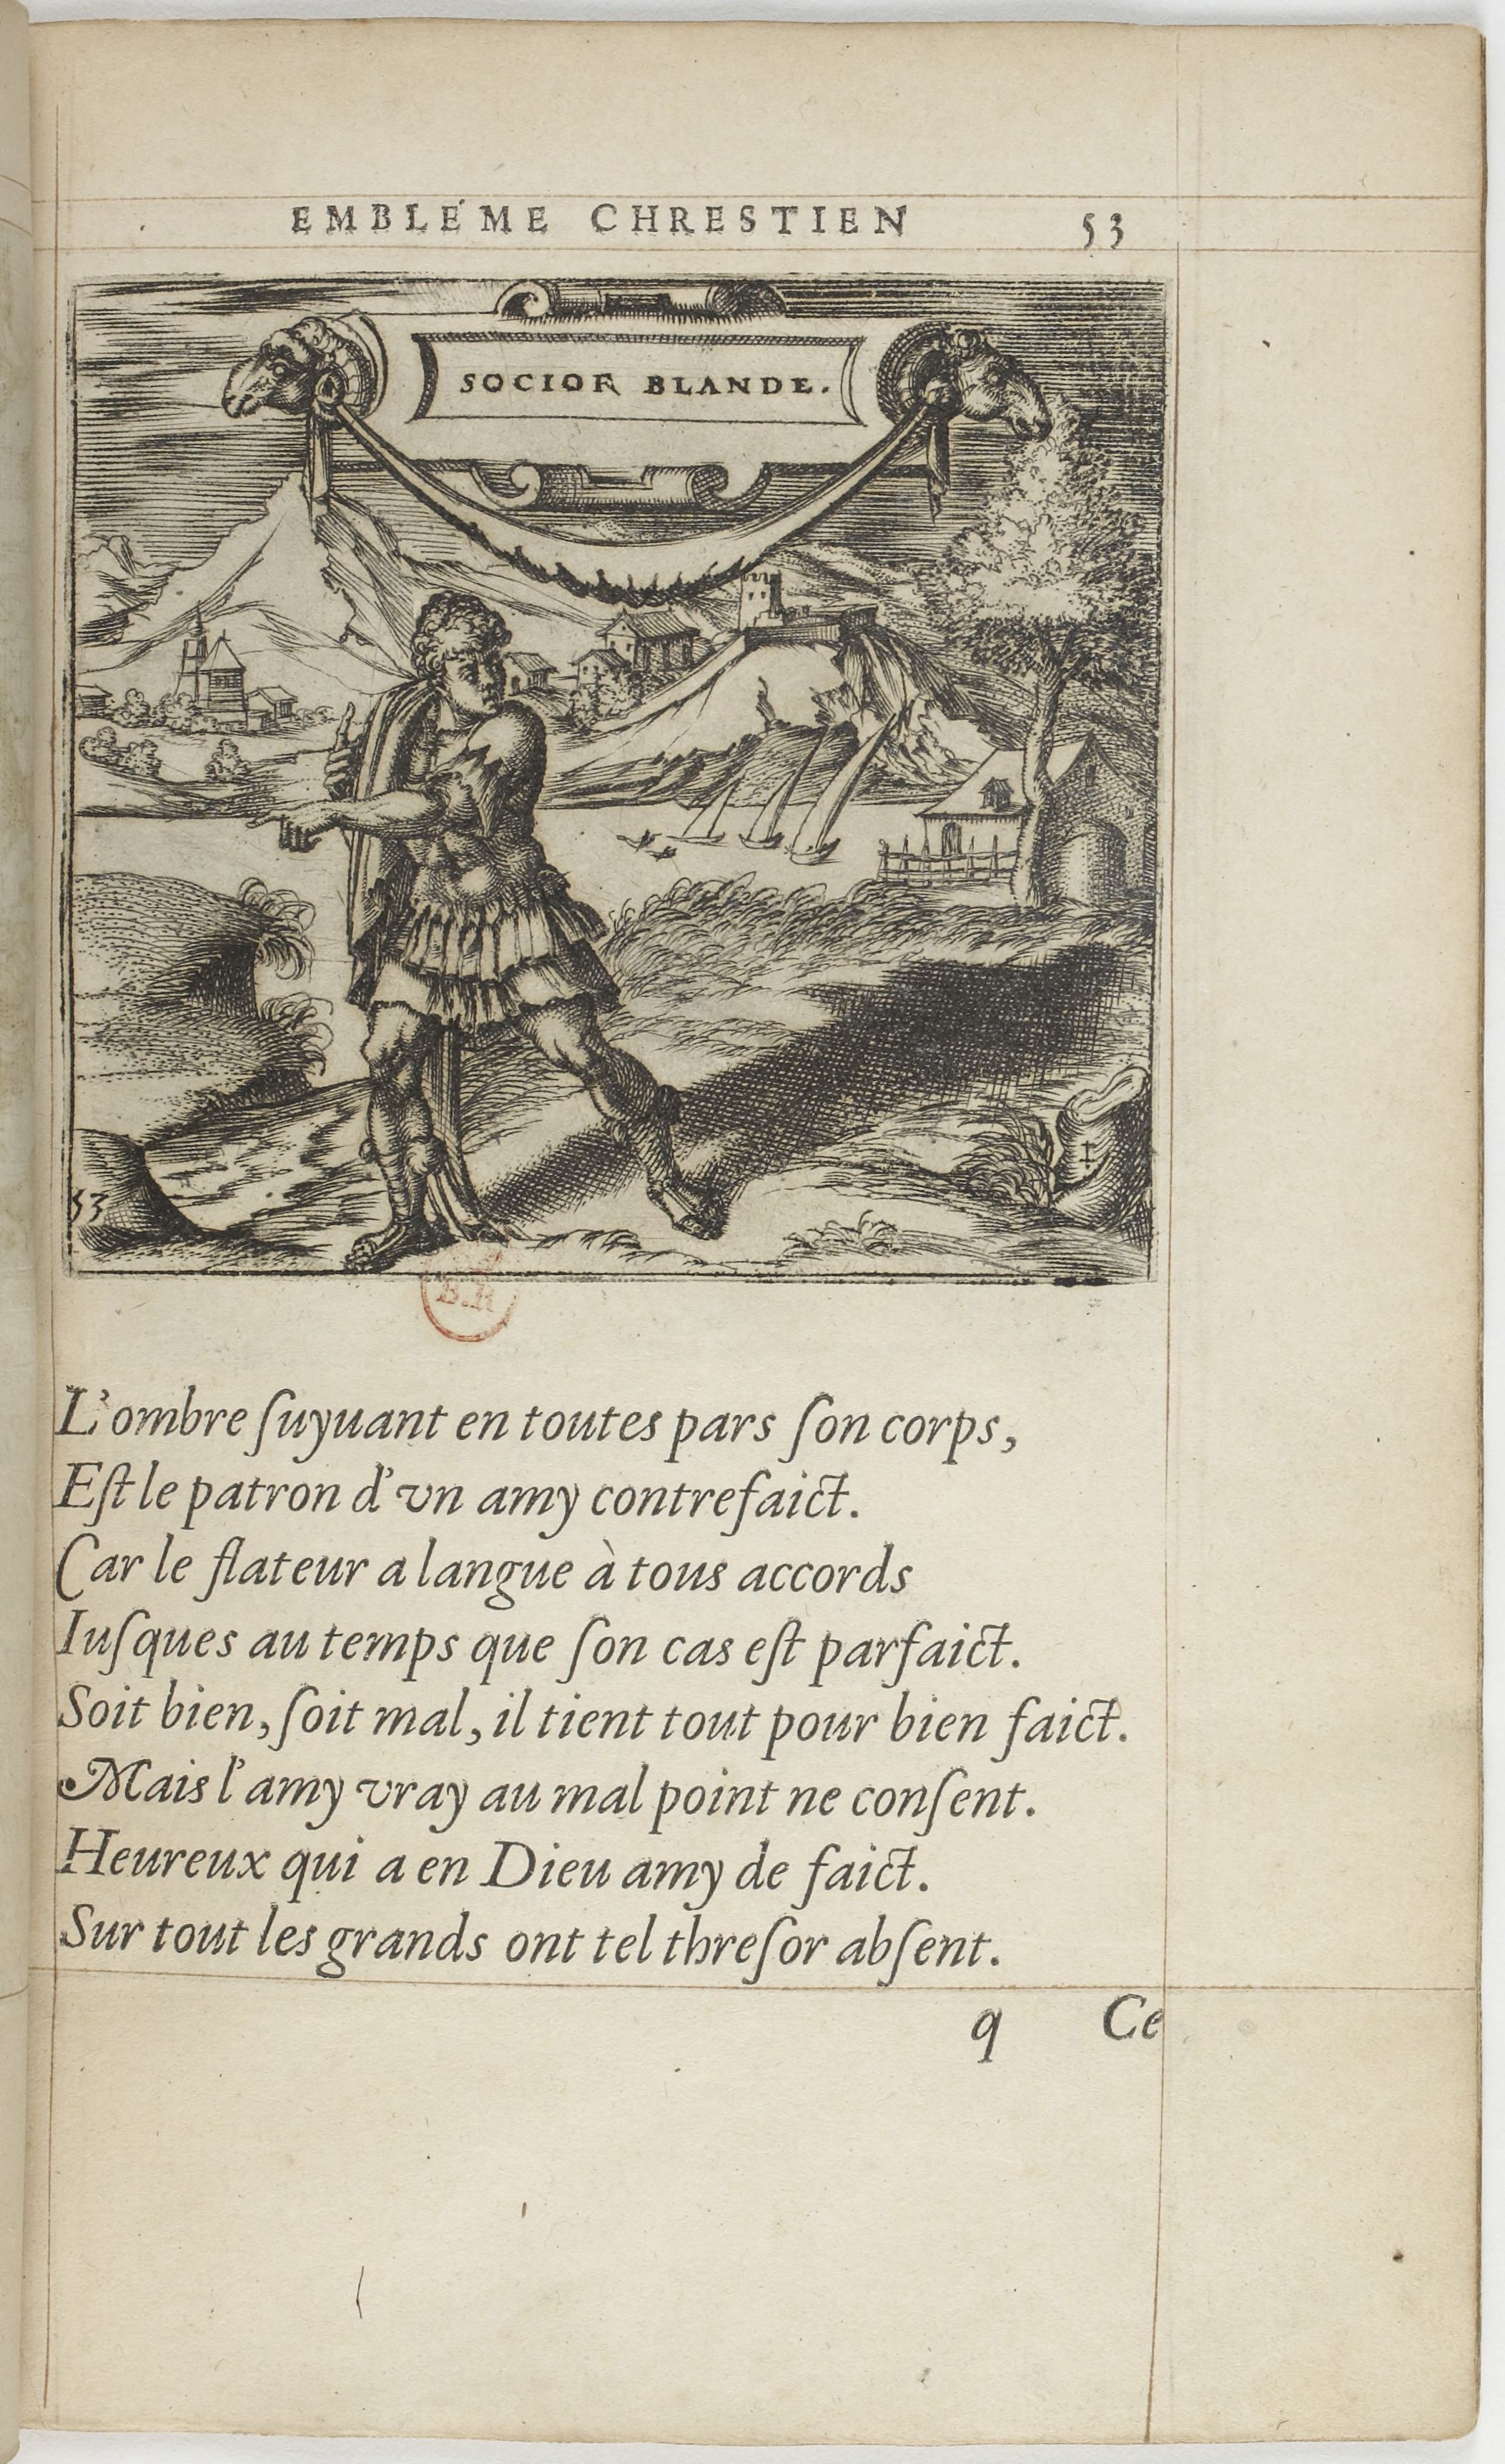 EMBLEME CHRESTIEN 53
SOCIOR BLANDE.
53
L'ombre ſuyuant en toutes pars ſon corps,
Eſt le patron d'vn amy contrefaict.
Car le flateur a langue à tous accords
Iuſques au temps que ſon cas eſt parfaict.
Soit bien, ſoit mal, il tient tout pour bien faict.
Mais l'amy vray au mal point ne conſent.
Heureux qui a en Dieu amy de faict.
Sur tout les grands ont tel threſor abſent.
q Ce